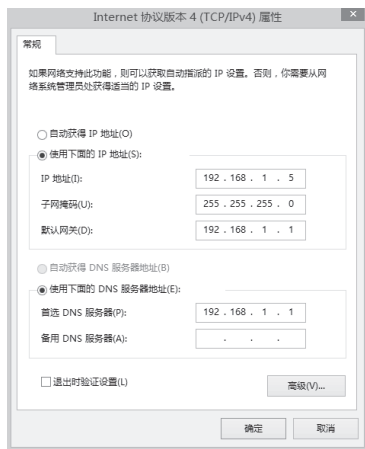 Internet 协议版本 4 (TCP/IPv4) 属性
常规
如果网络支持此功能，则可以获取自动指派的 IP 设置。否则，你需要从网
络系统管理员处获得适当的 IP 设置。
自动获得 IP 地址(O)
使用下面的 IP 地址(S):
IP 地址(I): 192 . 168 . 1 . 5
子网掩码(U): 255 . 255 . 255 . 0
默认网关(D): 192 . 168 . 1 . 1
自动获得 DNS 服务器地址(B)
使用下面的 DNS 服务器地址(E):
首选 DNS 服务器(P): 192 . 168 . 1 . 1
备用 DNS 服务器(A): . . .
退出时验证设置(L)
高级(V)...
确定 取消